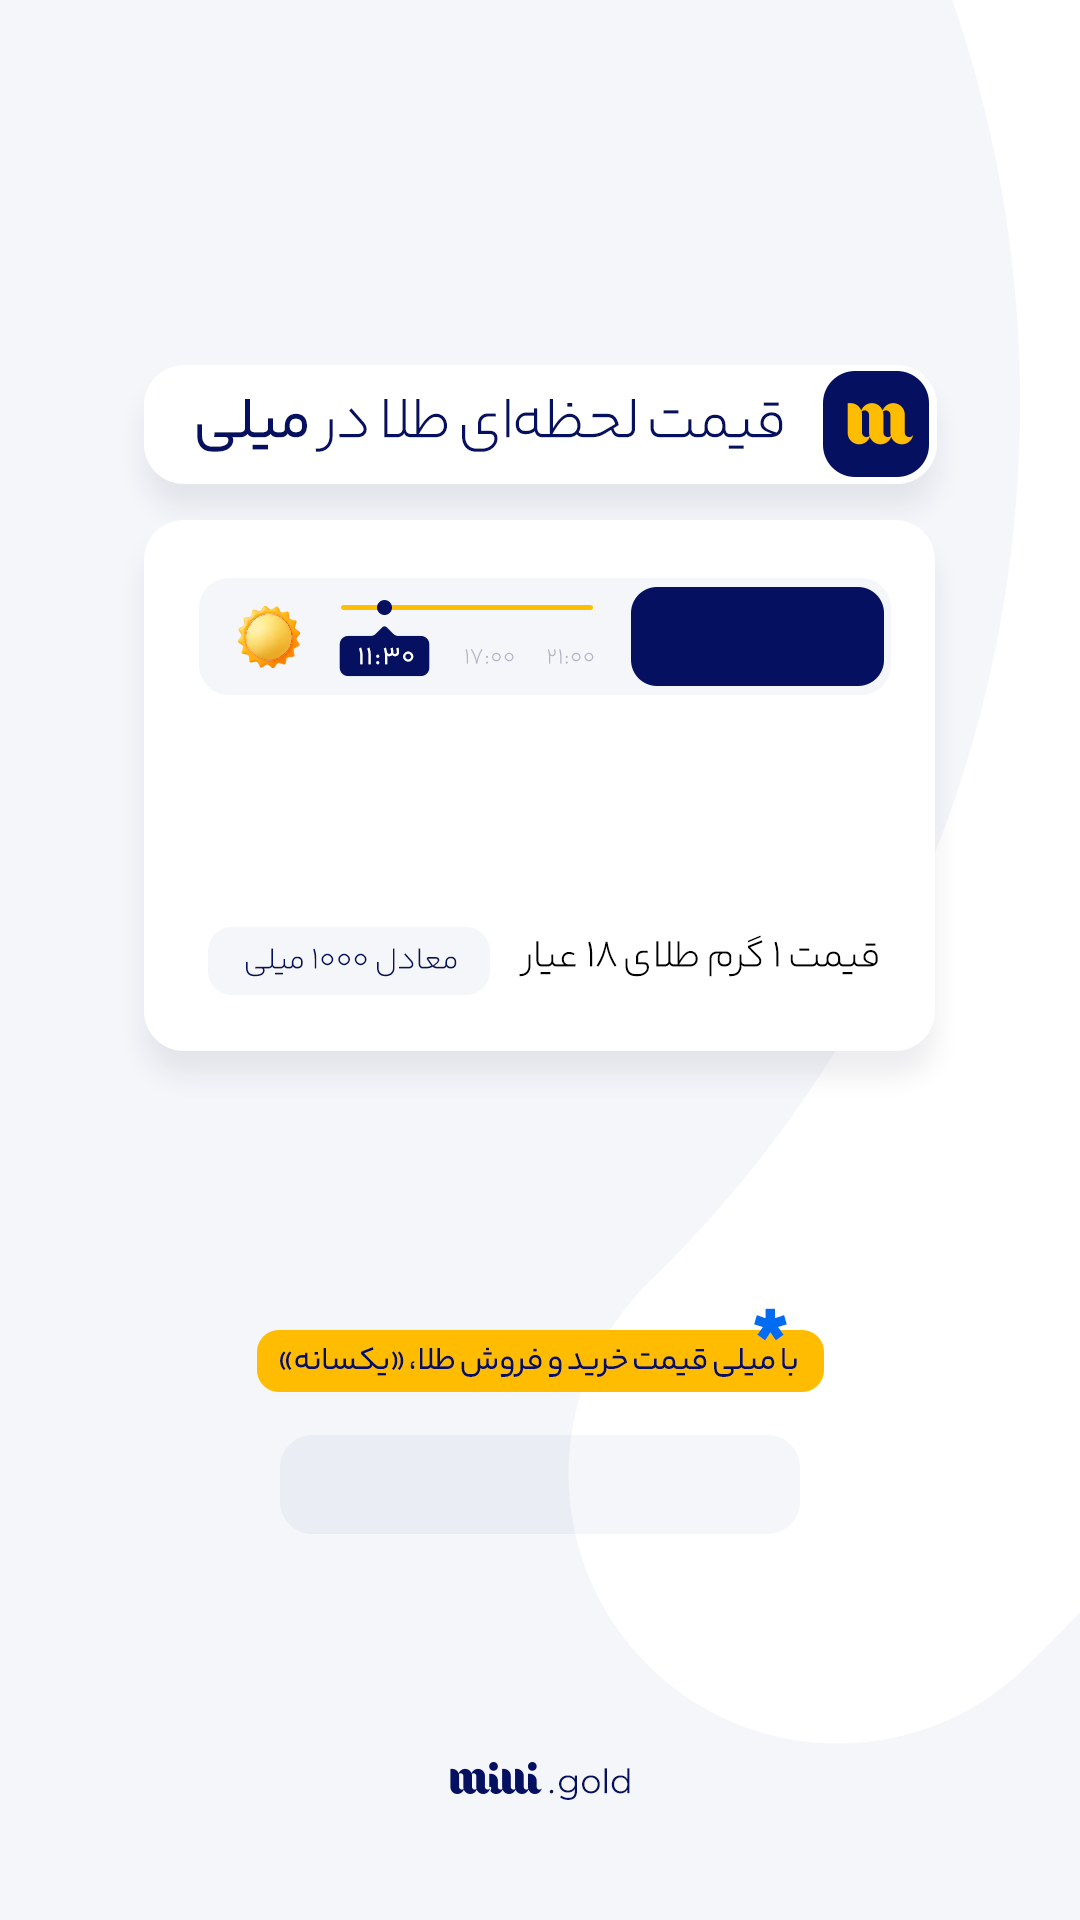 m
قیمت لحظه‌ای طلا در میلی
۱۱:۳۰ ۱۷:۰۰ ۲۱:۰۰
قیمت ۱ گرم طلای ۱۸ عیار
معادل ۱۰۰۰ میلی
با میلی قیمت خرید و فروش طلا، «یکسانه» *
milli.gold